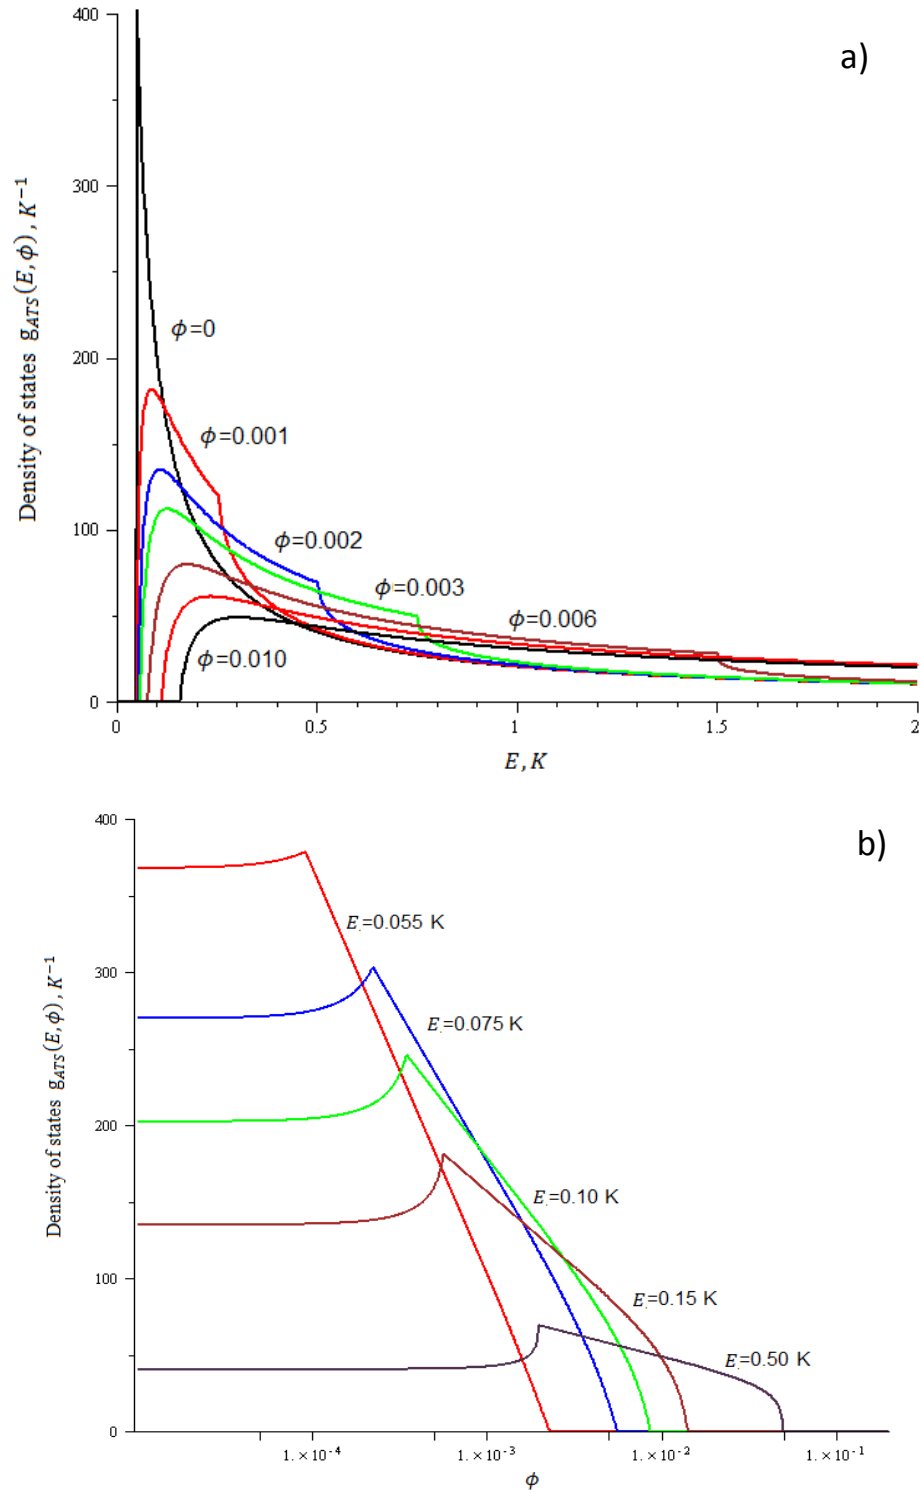 a)
400
300
200
100
0
Density of states g_ATS(E,ϕ), K⁻¹
ϕ=0
ϕ=0.001
ϕ=0.002
ϕ=0.003
ϕ=0.006
ϕ=0.010
0 0.5 1 1.5 2
E, K
b)
400
300
200
100
0
Density of states g_ATS(E,ϕ), K⁻¹
E=0.055 K
E=0.075 K
E=0.10 K
E=0.15 K
E=0.50 K
1.×10⁻⁴ 1.×10⁻³ 1.×10⁻² 1.×10⁻¹
ϕ